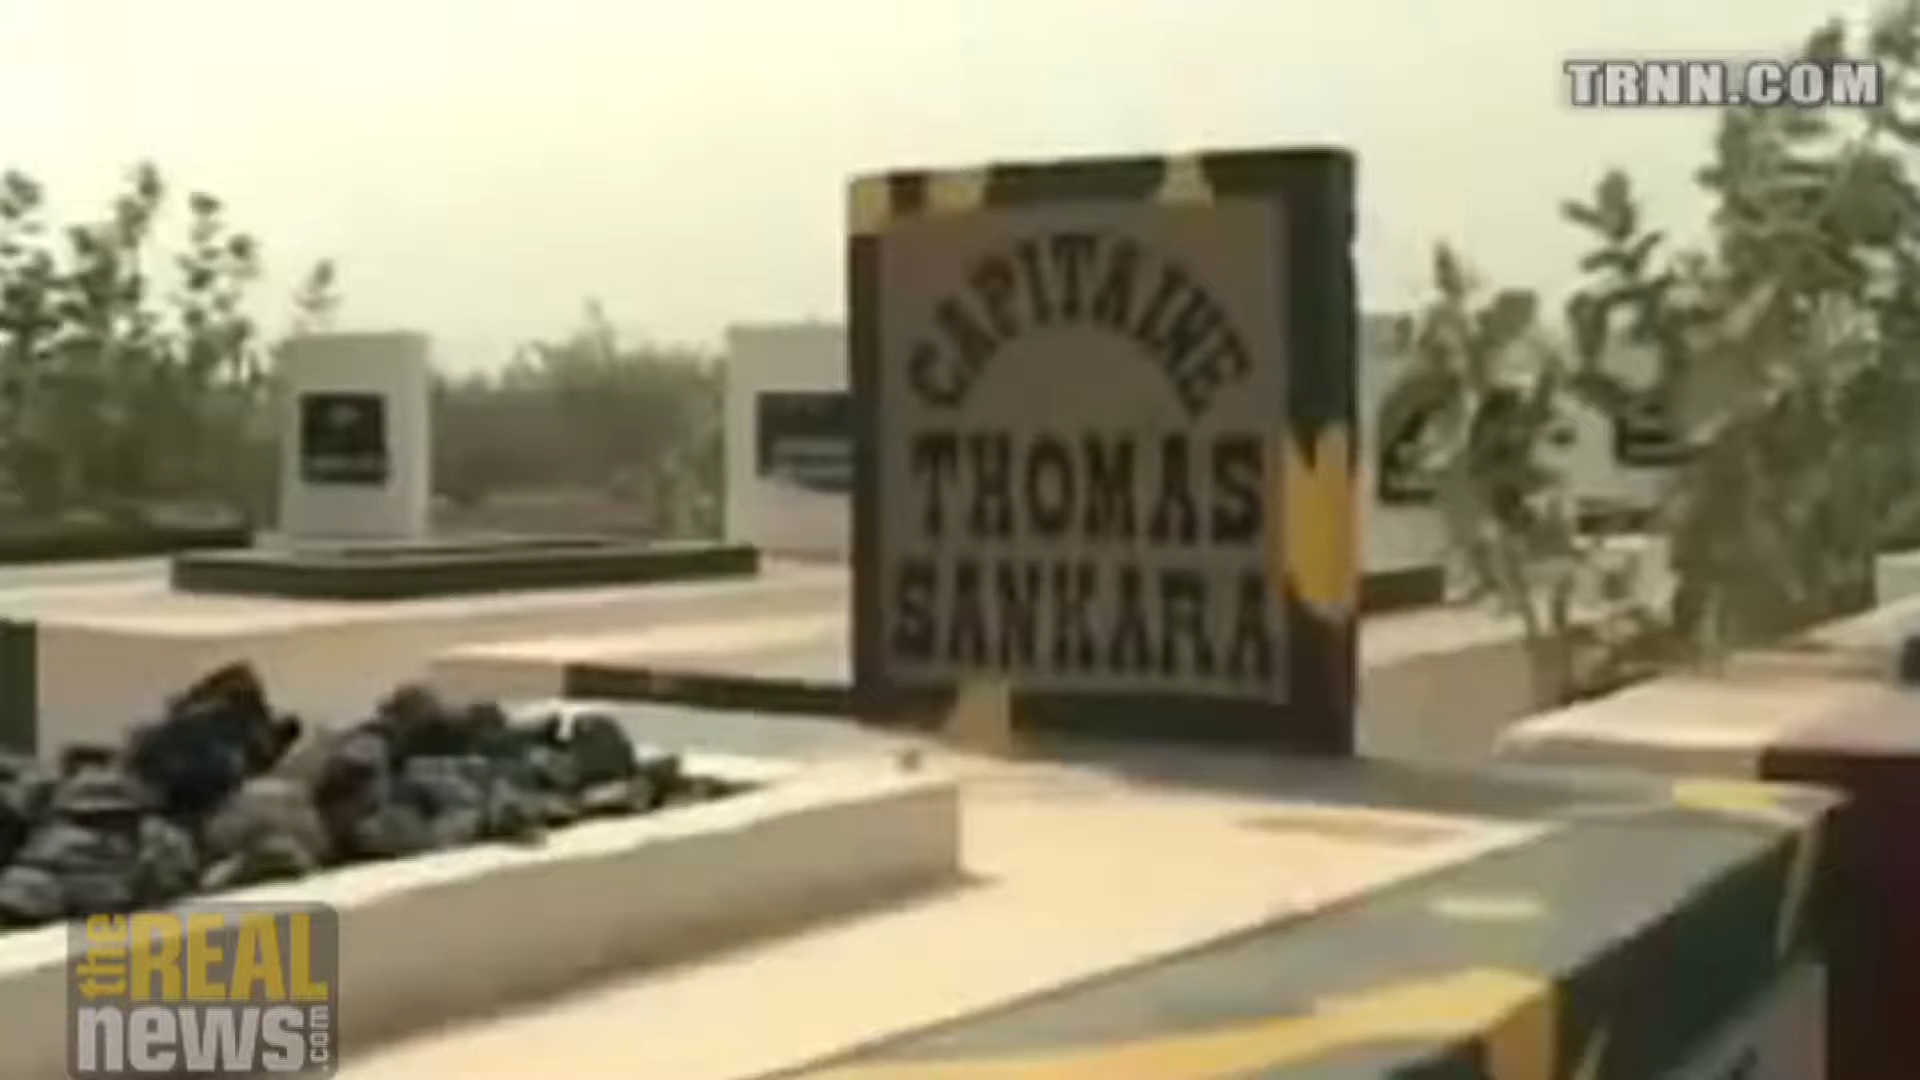 TRNN.COM
CAPITAINE
THOMAS
SANKARA
the REAL
news.com